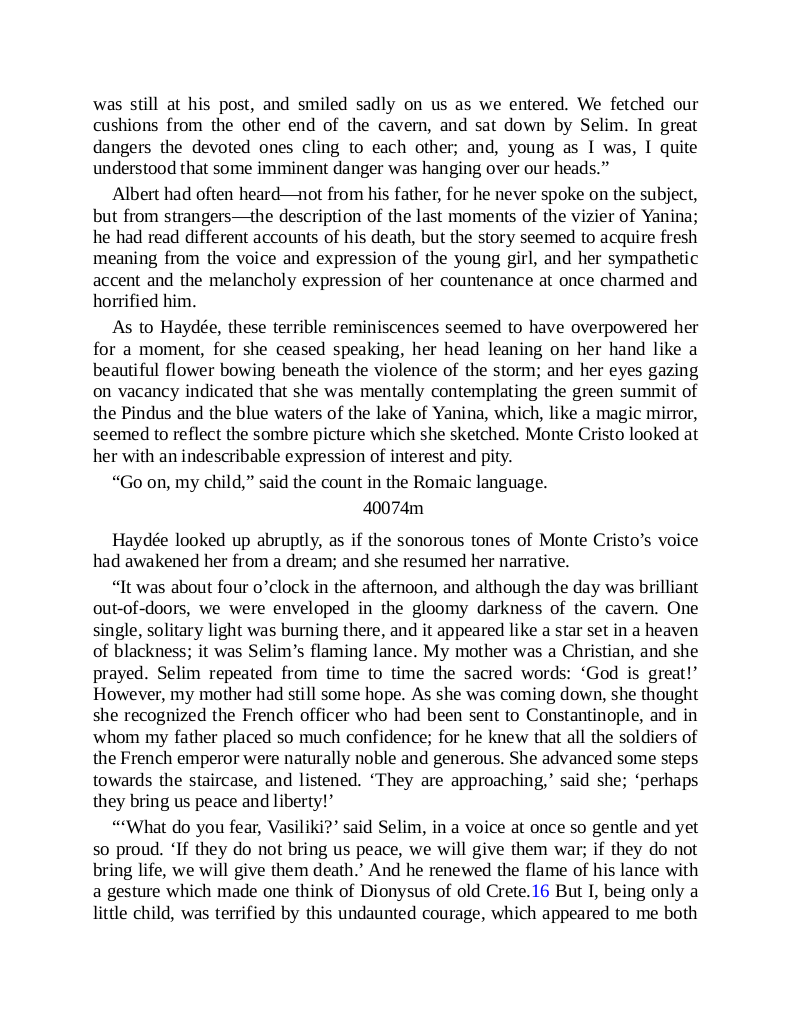 was still at his post, and smiled sadly on us as we entered. We fetched our
cushions from the other end of the cavern, and sat down by Selim. In great
dangers the devoted ones cling to each other; and, young as I was, I quite
understood that some imminent danger was hanging over our heads.”
Albert had often heard—not from his father, for he never spoke on the subject,
but from strangers—the description of the last moments of the vizier of Yanina;
he had read different accounts of his death, but the story seemed to acquire fresh
meaning from the voice and expression of the young girl, and her sympathetic
accent and the melancholy expression of her countenance at once charmed and
horrified him.
As to Haydée, these terrible reminiscences seemed to have overpowered her
for a moment, for she ceased speaking, her head leaning on her hand like a
beautiful flower bowing beneath the violence of the storm; and her eyes gazing
on vacancy indicated that she was mentally contemplating the green summit of
the Pindus and the blue waters of the lake of Yanina, which, like a magic mirror,
seemed to reflect the sombre picture which she sketched. Monte Cristo looked at
her with an indescribable expression of interest and pity.
“Go on, my child,” said the count in the Romaic language.
40074m
Haydée looked up abruptly, as if the sonorous tones of Monte Cristo’s voice
had awakened her from a dream; and she resumed her narrative.
“It was about four o’clock in the afternoon, and although the day was brilliant
out-of-doors, we were enveloped in the gloomy darkness of the cavern. One
single, solitary light was burning there, and it appeared like a star set in a heaven
of blackness; it was Selim’s flaming lance. My mother was a Christian, and she
prayed. Selim repeated from time to time the sacred words: ‘God is great!’
However, my mother had still some hope. As she was coming down, she thought
she recognized the French officer who had been sent to Constantinople, and in
whom my father placed so much confidence; for he knew that all the soldiers of
the French emperor were naturally noble and generous. She advanced some steps
towards the staircase, and listened. ‘They are approaching,’ said she; ‘perhaps
they bring us peace and liberty!’
“‘What do you fear, Vasiliki?’ said Selim, in a voice at once so gentle and yet
so proud. ‘If they do not bring us peace, we will give them war; if they do not
bring life, we will give them death.’ And he renewed the flame of his lance with
a gesture which made one think of Dionysus of old Crete.16 But I, being only a
little child, was terrified by this undaunted courage, which appeared to me both